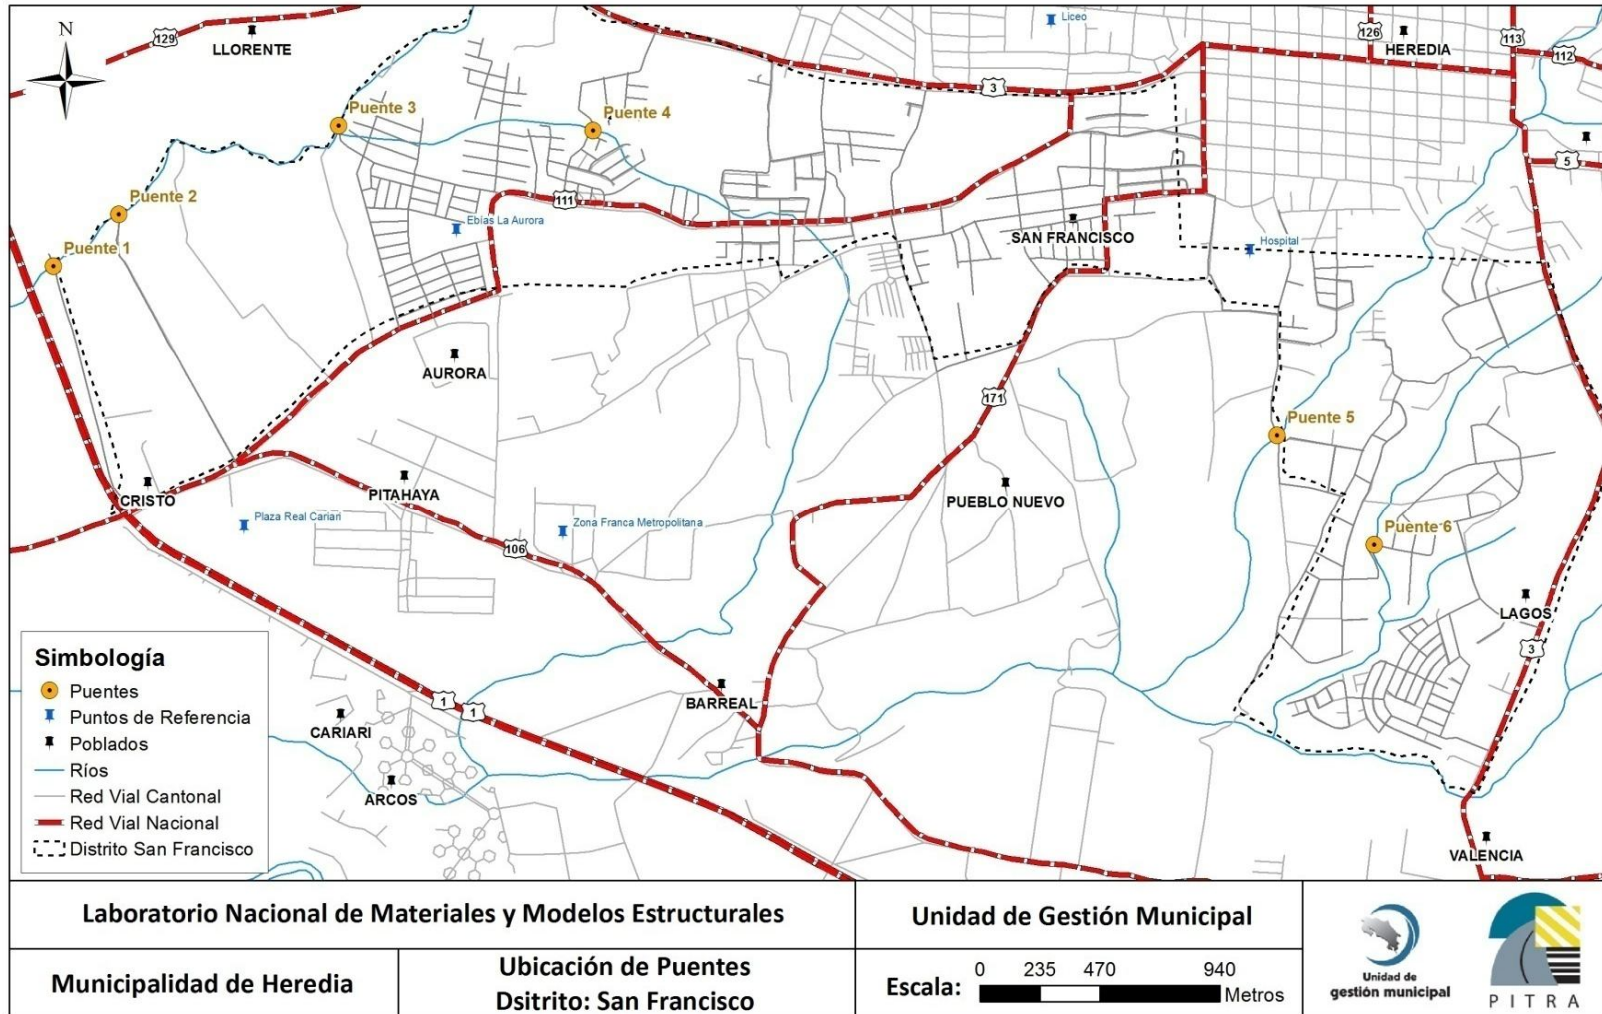 N
129
LLORENTE
Liceo
126
HEREDIA
113
112
3
Puente 3
Puente 4
5
Puente 2
111
Ebias La Aurora
SAN FRANCISCO
Hospital
Puente 1
AURORA
171
Puente 5
CRISTO
PITAHAYA
PUEBLO NUEVO
Plaza Real Cariari
Zona Franca Metropolitana
106
Puente 6
LAGOS
3
Simbología
Puentes
Puntos de Referencia
Poblados
Ríos
Red Vial Cantonal
Red Vial Nacional
Distrito San Francisco
1
1
BARREAL
CARIARI
ARCOS
VALENCIA
Laboratorio Nacional de Materiales y Modelos Estructurales
Unidad de Gestión Municipal
Municipalidad de Heredia
Ubicación de Puentes
Dsitrito: San Francisco
Escala:
0 235 470 940
Metros
Unidad de
gestión municipal
PITRA